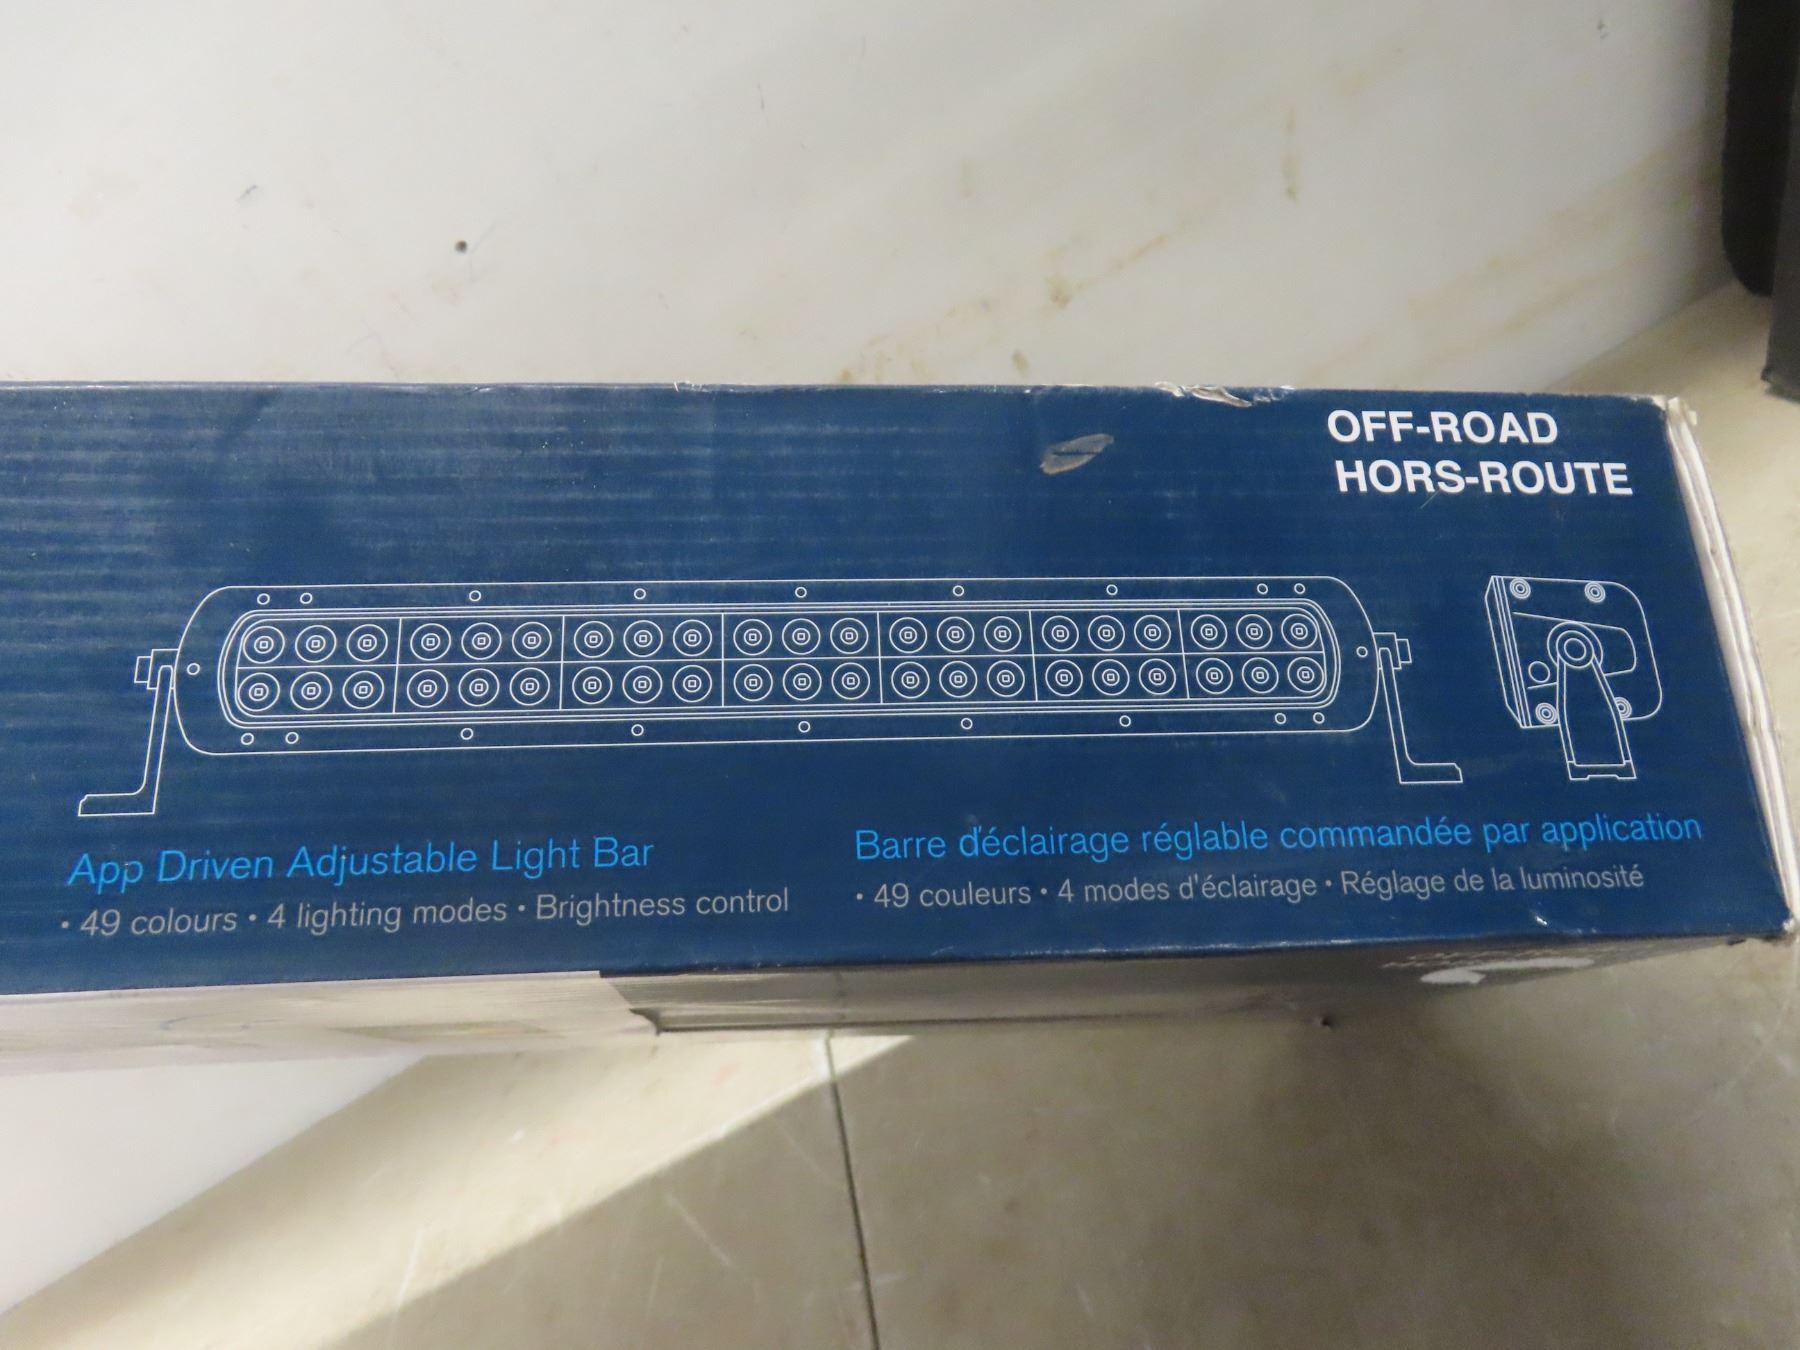 OFF-ROAD
HORS-ROUTE
App Driven Adjustable Light Bar
• 49 colours • 4 lighting modes • Brightness control
Barre d'éclairage réglable commandée par application
• 49 couleurs • 4 modes d'éclairage • Réglage de la luminosité